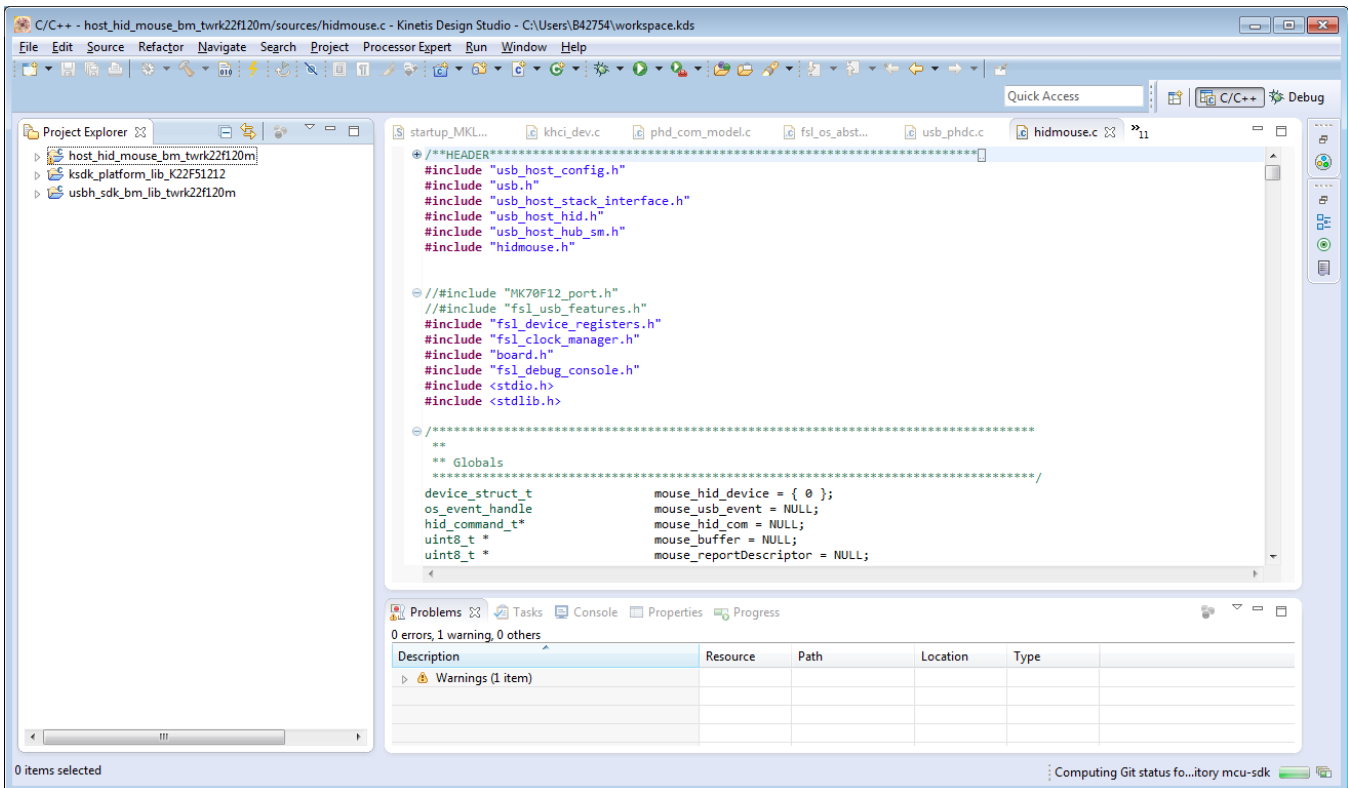 C/C++ - host_hid_mouse_bm_twrk22f120m/sources/hidmouse.c - Kinetis Design Studio - C:\Users\B42754\workspace.kds
File Edit Source Refactor Navigate Search Project Processor Expert Run Window Help
Quick Access C/C++ Debug
Project Explorer
host_hid_mouse_bm_twrk22f120m
ksdk_platform_lib_K22F51212
usbh_sdk_bm_lib_twrk22f120m
startup_MKL... khci_dev.c phd_com_model.c fsl_os_abst... usb_phdc.c hidmouse.c »11
/**HEADER********************************************************************
#include "usb_host_config.h"
#include "usb.h"
#include "usb_host_stack_interface.h"
#include "usb_host_hid.h"
#include "usb_host_hub_sm.h"
#include "hidmouse.h"
//#include "MK70F12_port.h"
//#include "fsl_usb_features.h"
#include "fsl_device_registers.h"
#include "fsl_clock_manager.h"
#include "board.h"
#include "fsl_debug_console.h"
#include <stdio.h>
#include <stdlib.h>
/*****************************************************************************
**
** Globals
*****************************************************************************/
device_struct_t mouse_hid_device = { 0 };
os_event_handle mouse_usb_event = NULL;
hid_command_t* mouse_hid_com = NULL;
uint8_t * mouse_buffer = NULL;
uint8_t * mouse_reportDescriptor = NULL;
Problems Tasks Console Properties Progress
0 errors, 1 warning, 0 others
Description Resource Path Location Type
Warnings (1 item)
0 items selected
Computing Git status fo...itory mcu-sdk